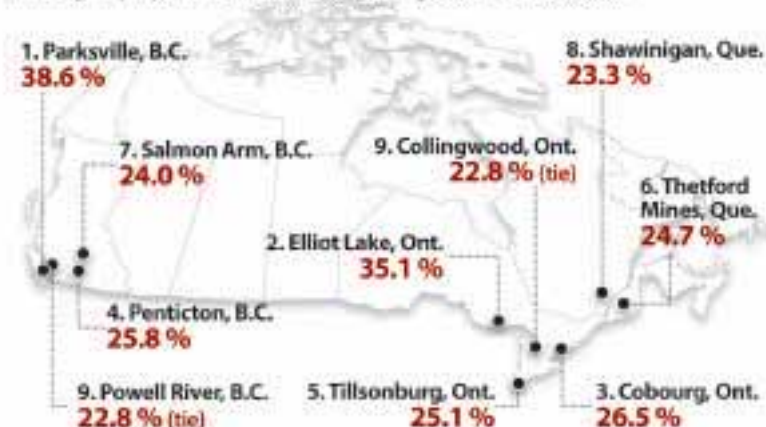 1. Parksville, B.C.
38.6 %
8. Shawinigan, Que.
23.3 %
7. Salmon Arm, B.C.
24.0 %
9. Collingwood, Ont.
22.8 % (tie)
6. Thetford
Mines, Que.
24.7 %
2. Elliot Lake, Ont.
35.1 %
4. Penticton, B.C.
25.8 %
9. Powell River, B.C.
22.8 % (tie)
5. Tillsonburg, Ont.
25.1 %
3. Cobourg, Ont.
26.5 %